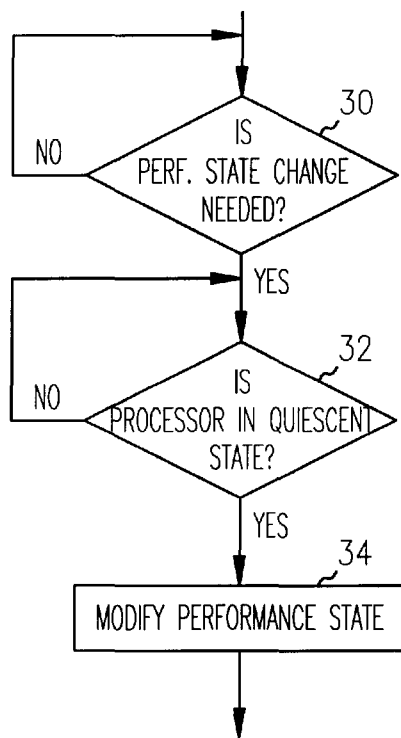 30
IS
PERF. STATE CHANGE
NEEDED?
NO
YES
32
IS
PROCESSOR IN QUIESCENT
STATE?
NO
YES
34
MODIFY PERFORMANCE STATE